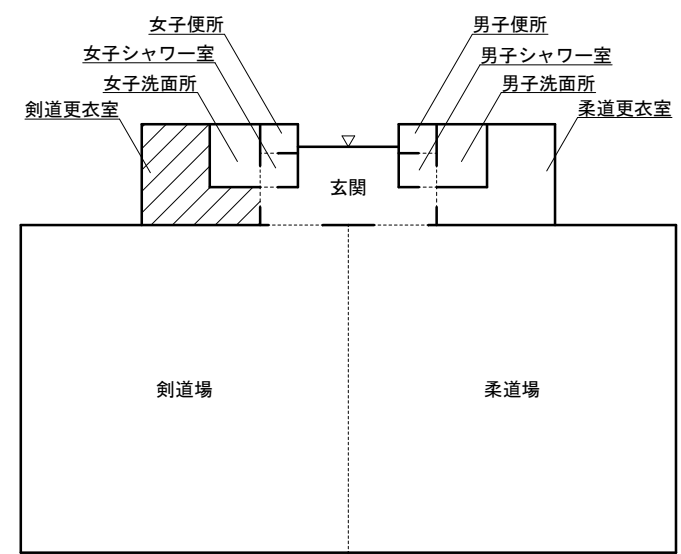 女子便所
男子便所
女子シャワー室
男子シャワー室
女子洗面所
男子洗面所
剣道更衣室
柔道更衣室
玄関
剣道場
柔道場